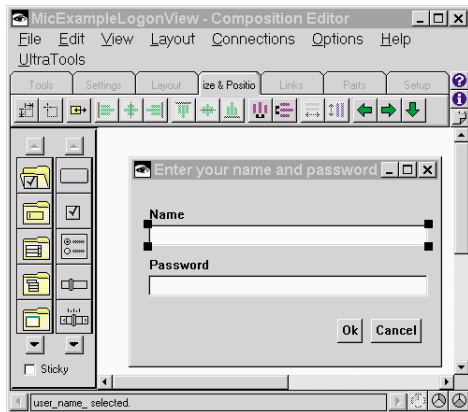 MicExampleLogonView - Composition Editor
File Edit View Layout Connections Options Help
UltraTools
Tools Settings Layout ize & Positio Links Parts Setup
Enter your name and password
Name
Password
Ok Cancel
Sticky
user_name_ selected.